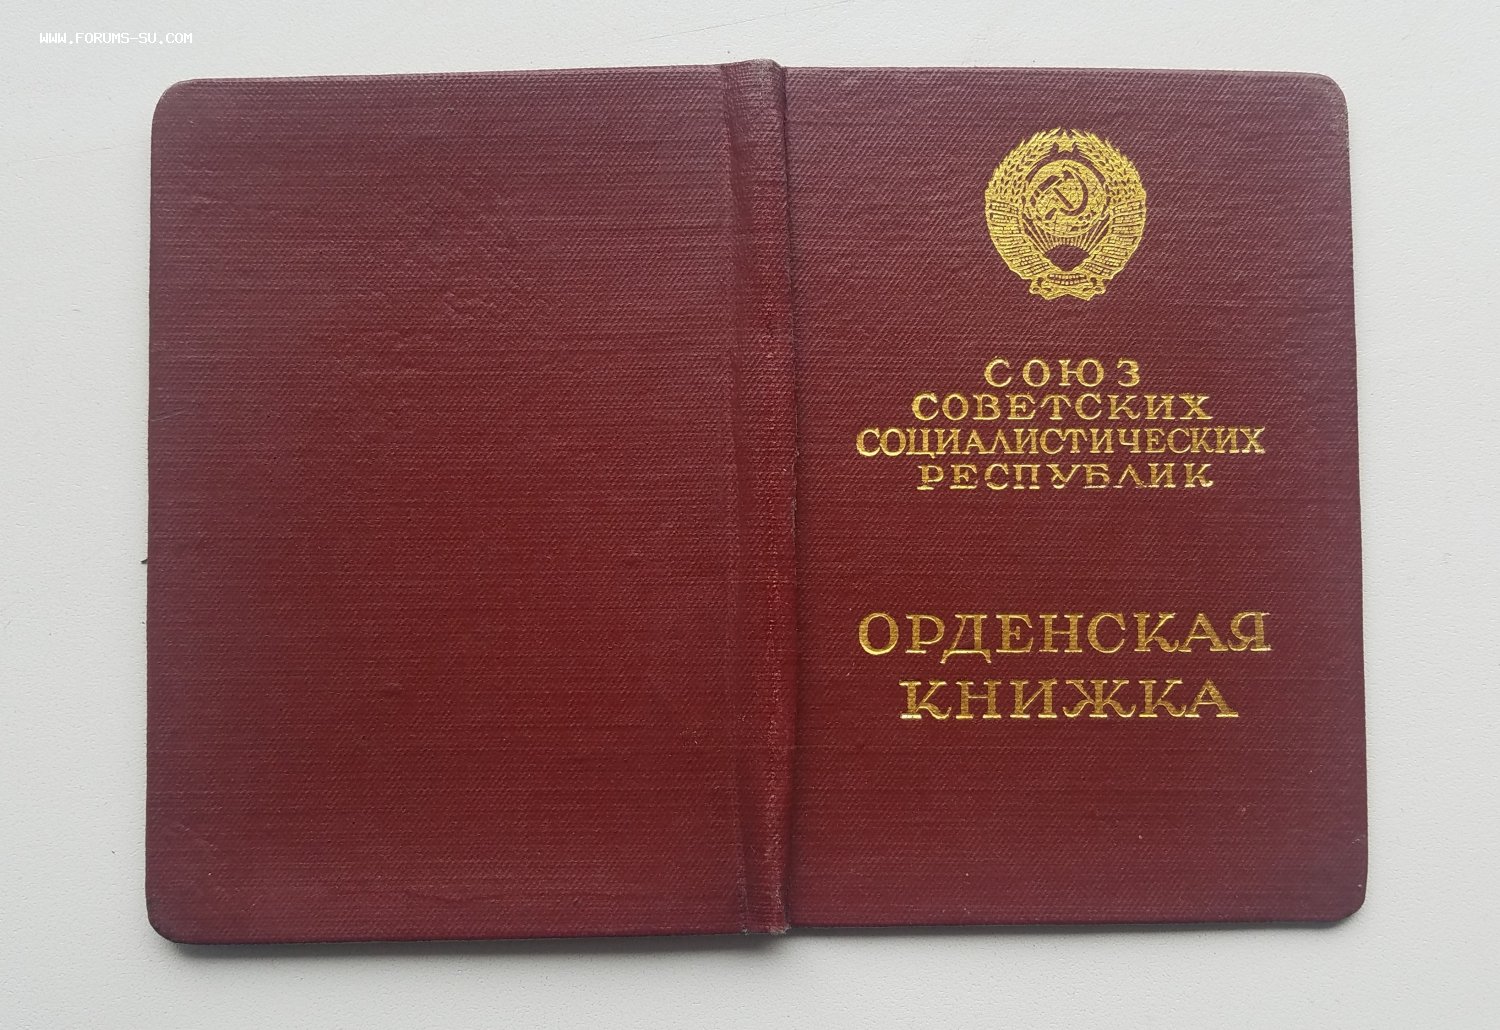 WWW.FORUMS-SU.COM
СОЮЗ
СОВЕТСКИХ
СОЦИАЛИСТИЧЕСКИХ
РЕСПУБЛИК
ОРДЕНСКАЯ
КНИЖКА